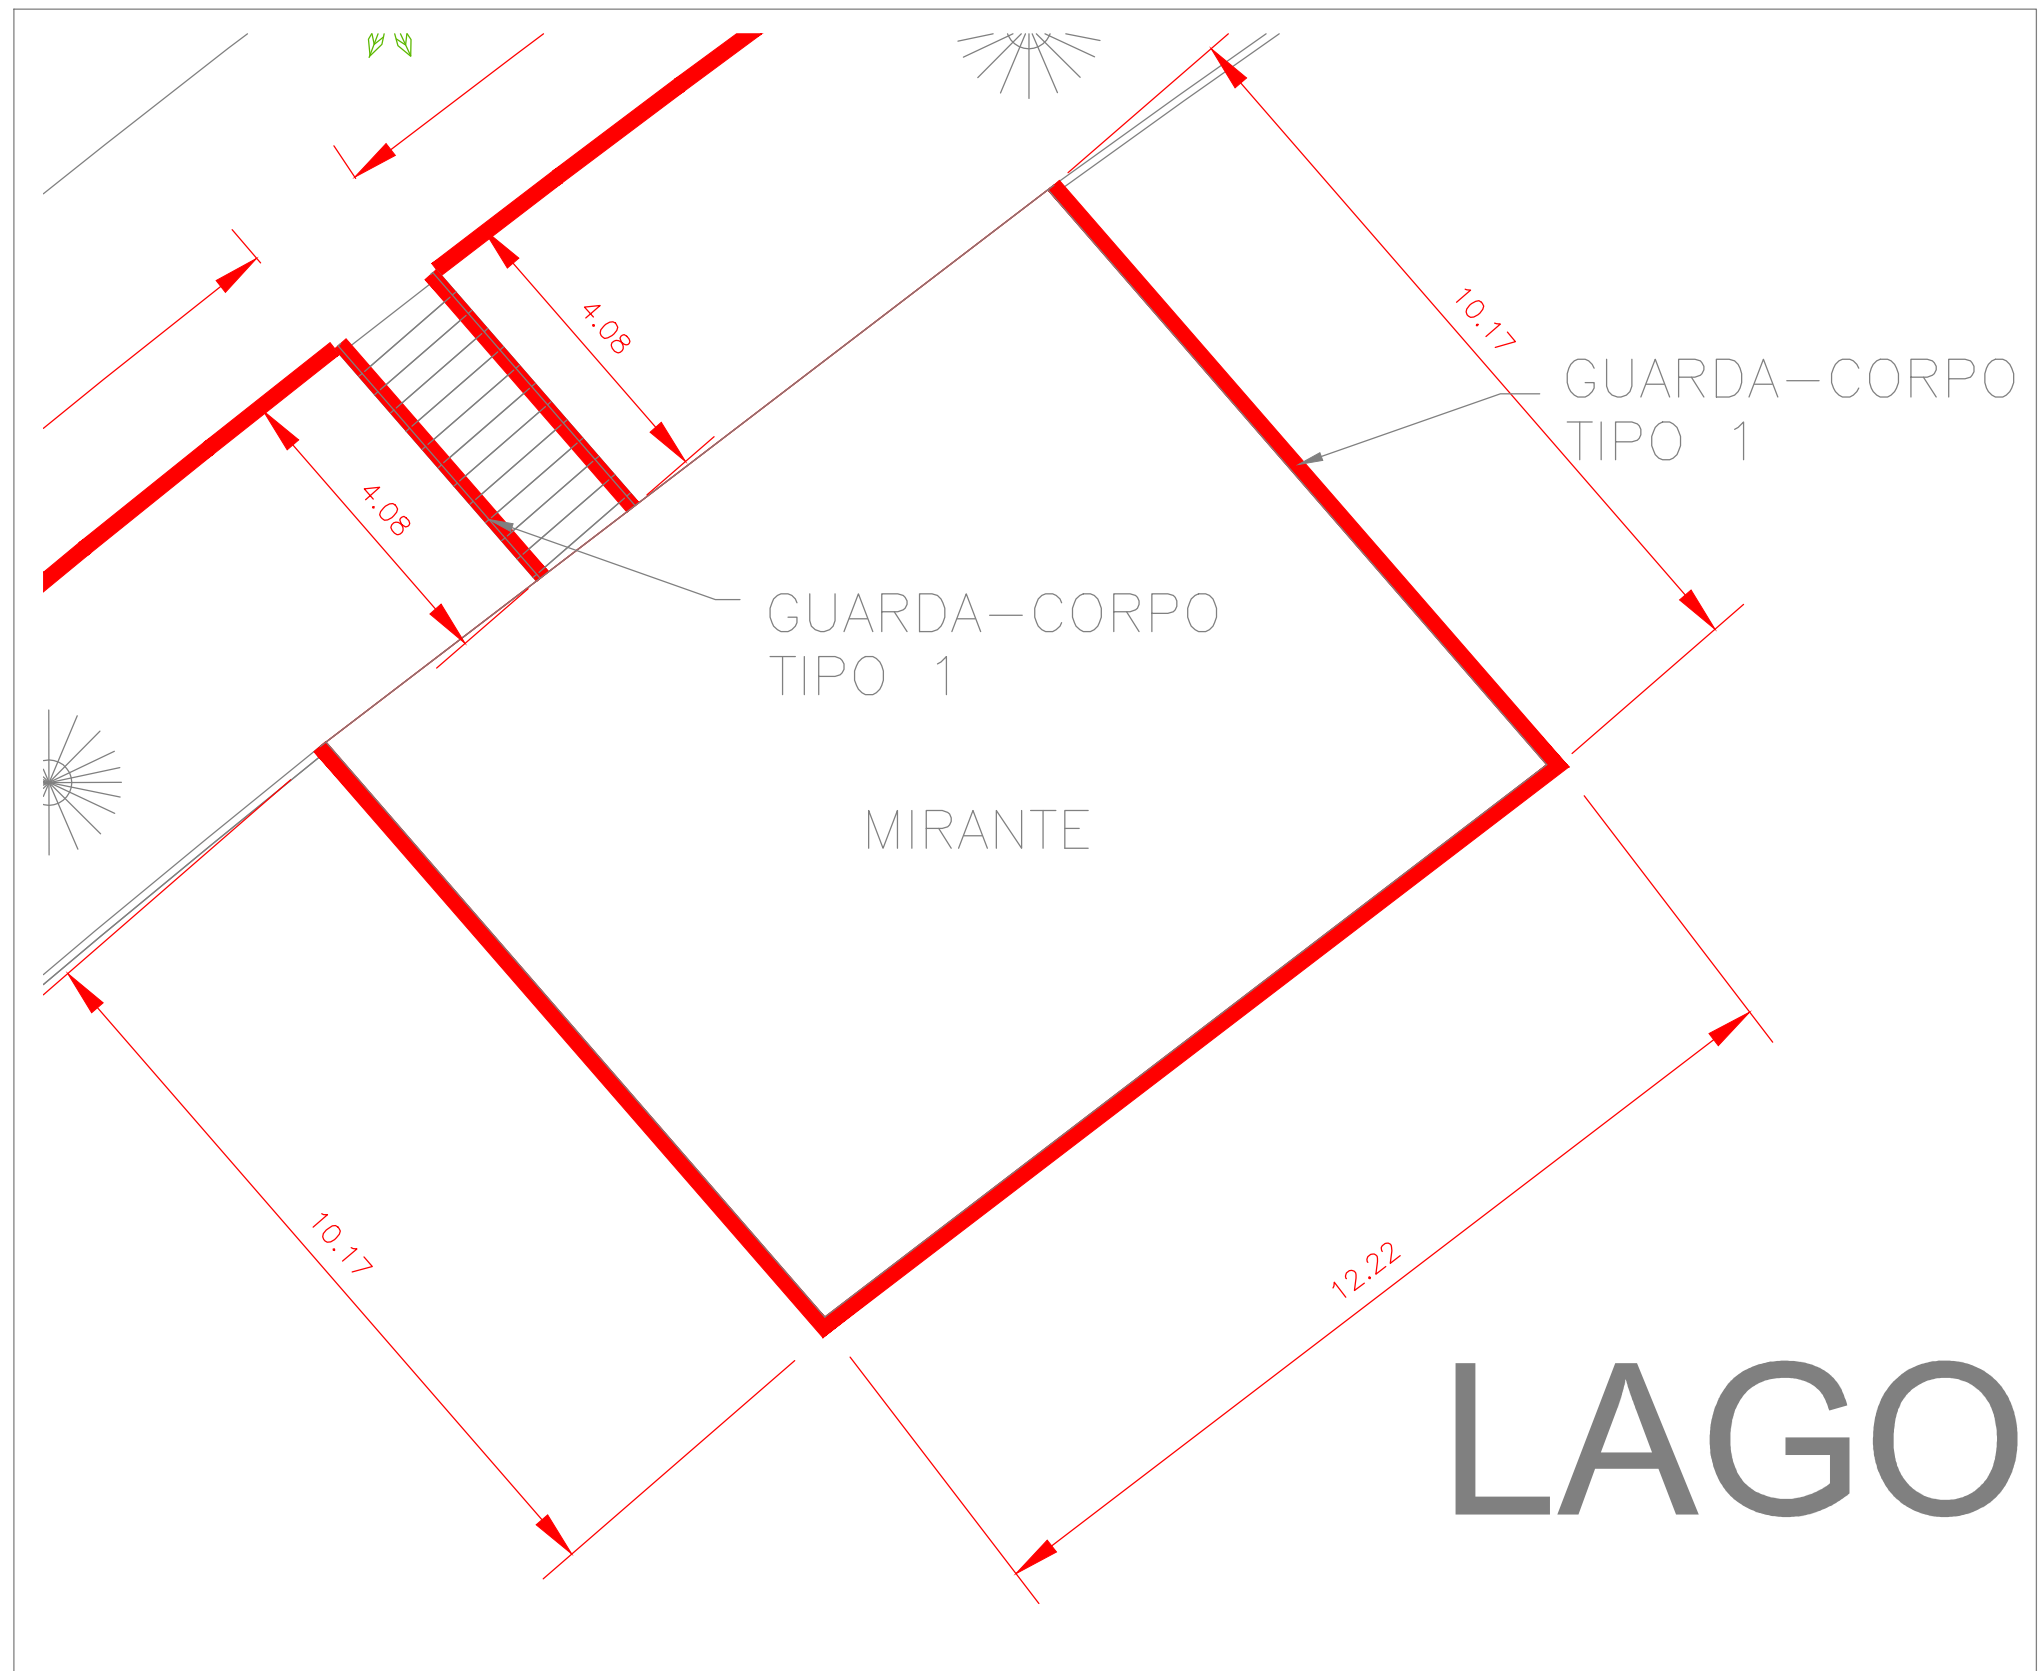 4.08
10.17
GUARDA-CORPO
TIPO 1
4.08
GUARDA-CORPO
TIPO 1
MIRANTE
10.17
12.22
LAGO